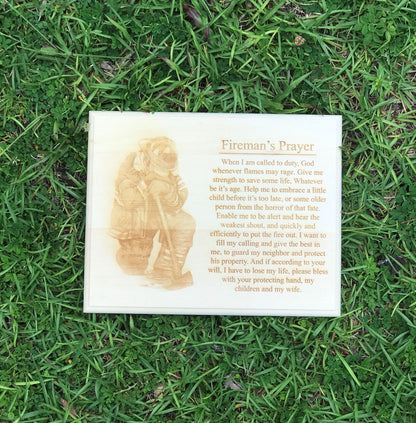 Fireman's Prayer
When I am called to duty, God
whenever flames may rage. Give me
strength to save some life, Whatever
be it's age. Help me to embrace a little
child before it's too late, or some older
person from the horror of that fate.
Enable me to be alert and hear the
weakest shout, and quickly and
efficiently to put the fire out. I want to
fill my calling and give the best in
me, to guard my neighbor and protect
his property. And if according to your
will, I have to lose my life, please bless
with your protecting hand, my
children and my wife.